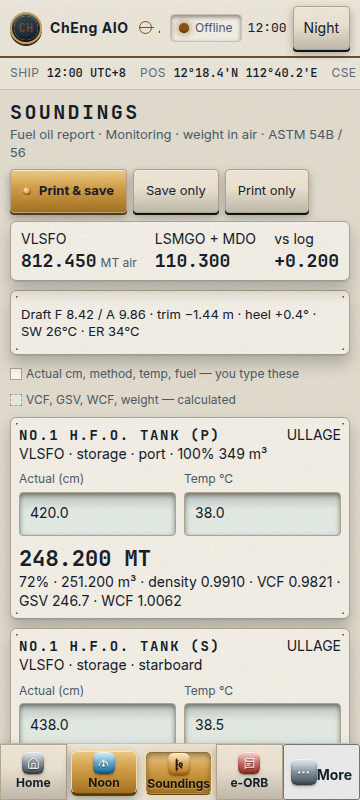 CH ChEng AIO Offline 12:00 Night
SHIP 12:00 UTC+8 POS 12°18.4'N 112°40.2'E CSE
SOUNDINGS
Fuel oil report · Monitoring · weight in air · ASTM 54B /
56
Print & save Save only Print only
VLSFO LSMGO + MDO vs log
812.450 MT air 110.300 +0.200
Draft F 8.42 / A 9.86 · trim −1.44 m · heel +0.4° ·
SW 26°C · ER 34°C
Actual cm, method, temp, fuel — you type these
VCF, GSV, WCF, weight — calculated
NO.1 H.F.O. TANK (P) ULLAGE
VLSFO · storage · port · 100% 349 m³
Actual (cm) Temp °C
420.0 38.0
248.200 MT
72% · 251.200 m³ · density 0.9910 · VCF 0.9821 ·
GSV 246.7 · WCF 1.0062
NO.1 H.F.O. TANK (S) ULLAGE
VLSFO · storage · starboard
Actual (cm) Temp °C
438.0 38.5
Home Noon Soundings e-ORB More